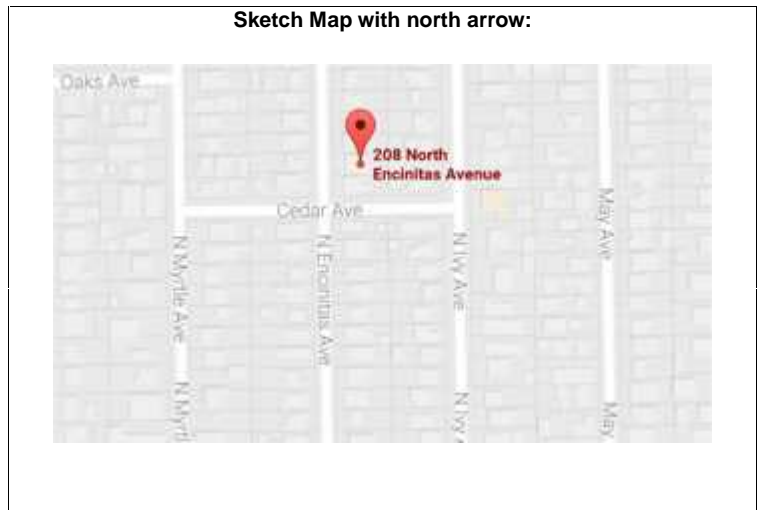 Sketch Map with north arrow:
Oaks Ave
208 North
Encinitas Avenue
Cedar Ave
May Ave
N Myrtle Ave
N Encinitas Ave
N Ivy Ave
N Myrtl
N Ivy A
May